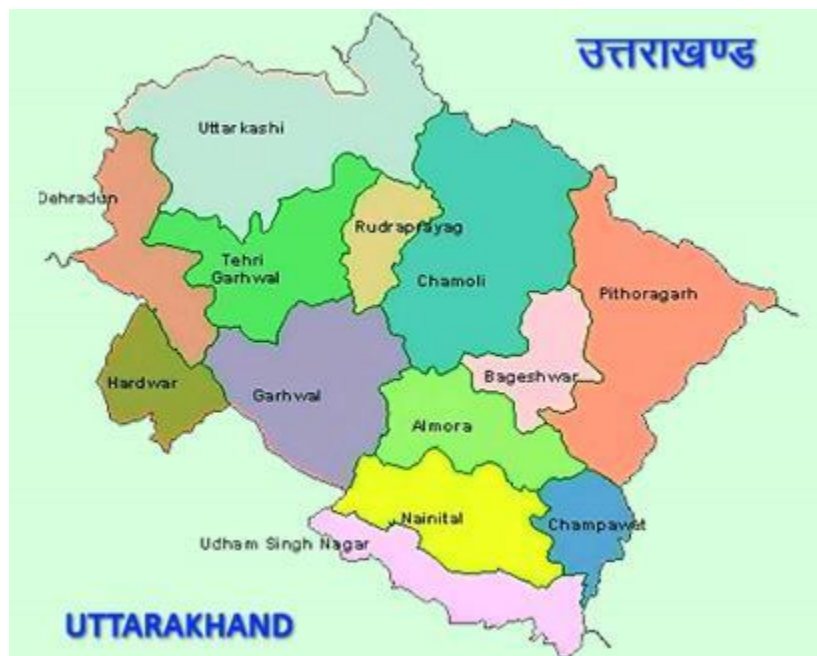 उत्तराखण्ड
Uttarkashi
Dehradun
Rudraprayag
Tehri
Garhwal
Chamoli
Pithoragarh
Hardwar
Garhwal
Bageshwar
Almora
Nainital
Champawat
Udham Singh Nagar
UTTARAKHAND